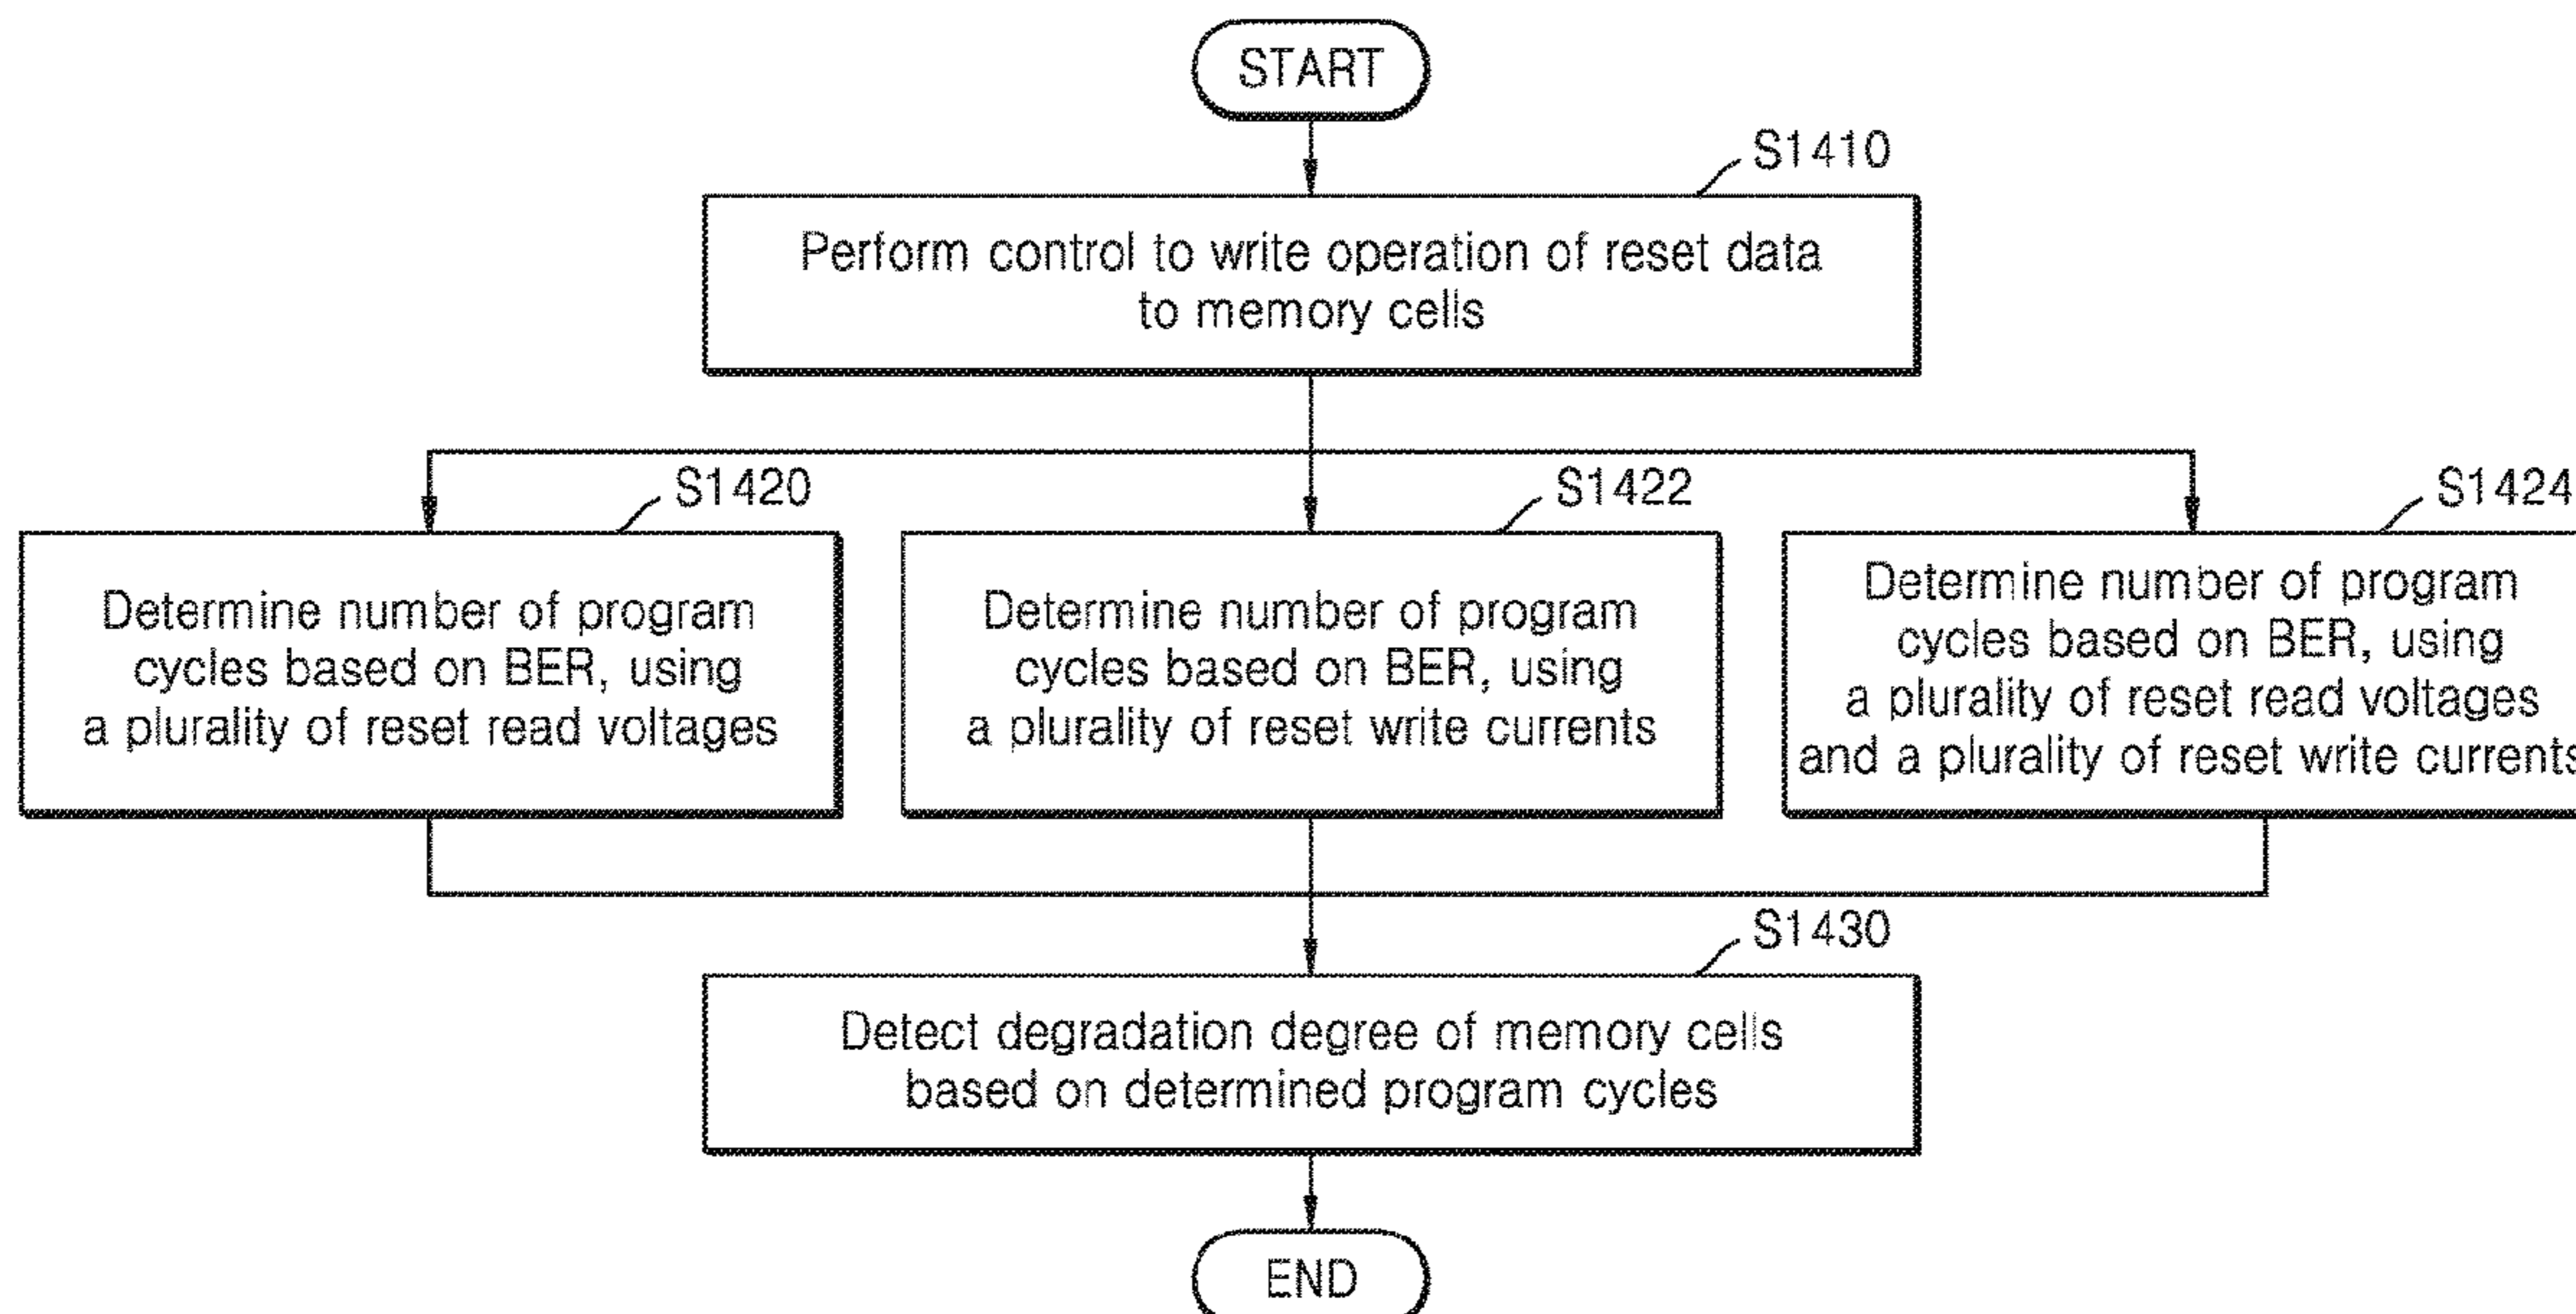 START
S1410
Perform control to write operation of reset data
to memory cells
S1420
Determine number of program
cycles based on BER, using
a plurality of reset read voltages
S1422
Determine number of program
cycles based on BER, using
a plurality of reset write currents
S1424
Determine number of program
cycles based on BER, using
a plurality of reset read voltages
and a plurality of reset write currents
S1430
Detect degradation degree of memory cells
based on determined program cycles
END